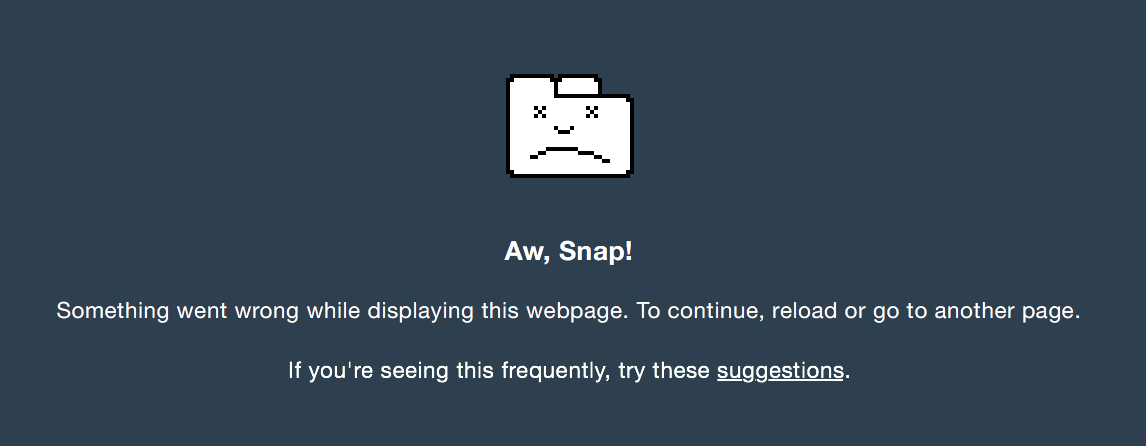 Aw, Snap!
Something went wrong while displaying this webpage. To continue, reload or go to another page.
If you're seeing this frequently, try these suggestions.